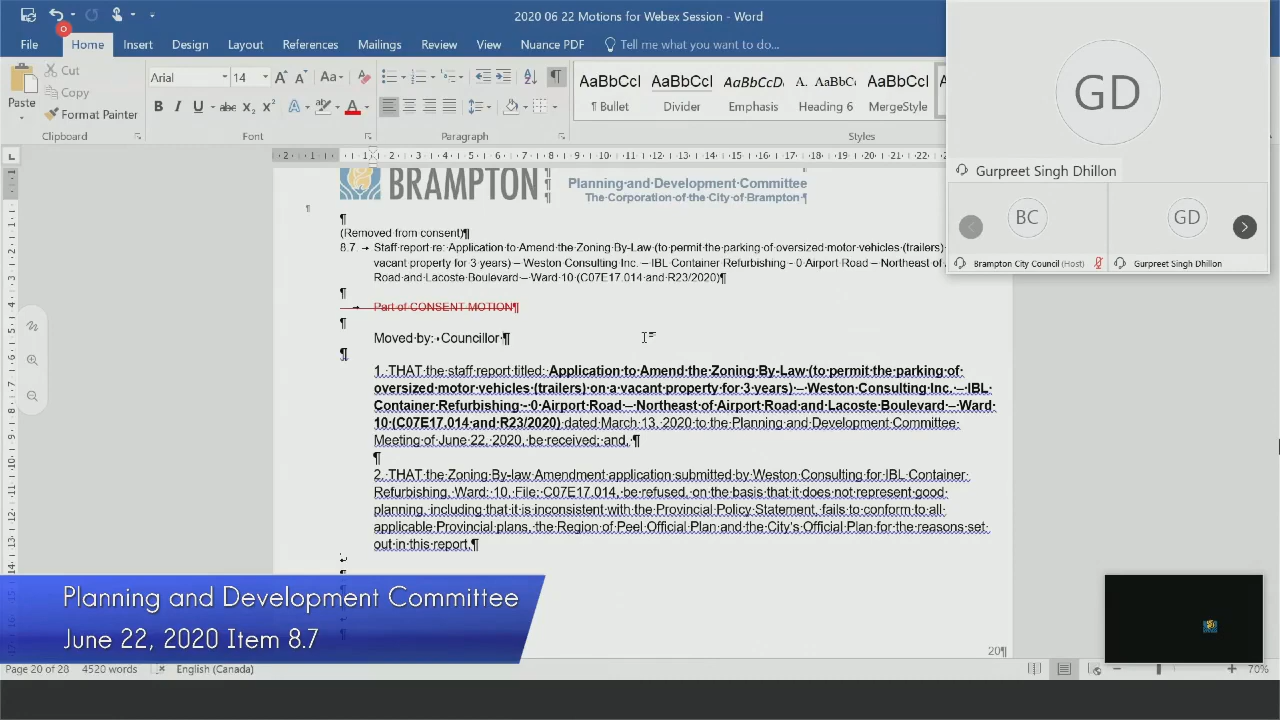 2020 06 22 Motions for Webex Session - Word
File Home Insert Design Layout References Mailings Review View Nuance PDF Tell me what you want to do...
Cut
Copy
Format Painter
Paste
Arial 14
AaBbCcI AaBbCcI AaBbCcDc AaBbCc AaBbCcI
¶ Bullet Divider Emphasis Heading 6 MergeStyle
Clipboard Font Paragraph Styles
GD
Gurpreet Singh Dhillon
BC GD
Brampton City Council (Host) Gurpreet Singh Dhillon
BRAMPTON Planning and Development Committee
The Corporation of the City of Brampton¶
(Removed from consent)¶
8.7 Staff report re: Application to Amend the Zoning By-Law (to permit the parking of oversized motor vehicles (trailers)
vacant property for 3 years) – Weston Consulting Inc. – IBL Container Refurbishing - 0 Airport Road – Northeast of
Road and Lacoste Boulevard – Ward 10 (C07E17.014 and R23/2020)¶
Part of CONSENT MOTION¶
Moved by: Councillor ¶
1. THAT the staff report titled: Application to Amend the Zoning By-Law (to permit the parking of
oversized motor vehicles (trailers) on a vacant property for 3 years) – Weston Consulting Inc. – IBL
Container Refurbishing - 0 Airport Road – Northeast of Airport Road and Lacoste Boulevard – Ward
10 (C07E17.014 and R23/2020) dated March 13, 2020 to the Planning and Development Committee
Meeting of June 22, 2020, be received; and, ¶
2. THAT the Zoning By-law Amendment application submitted by Weston Consulting for IBL Container
Refurbishing, Ward: 10, File: C07E17.014, be refused, on the basis that it does not represent good
planning, including that it is inconsistent with the Provincial Policy Statement, fails to conform to all
applicable Provincial plans, the Region of Peel Official Plan and the City's Official Plan for the reasons set
out in this report.¶
Planning and Development Committee
June 22, 2020 Item 8.7
20¶
Page 20 of 28 4520 words English (Canada) 70%